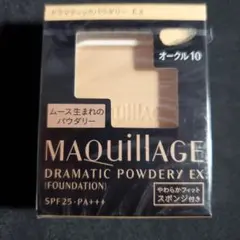 ドラマティックパウダリー EX
オークル10
ムース生まれの
パウダリー
MAQuillAGE
DRAMATIC POWDERY EX
[FOUNDATION]
やわらかフィット
スポンジ付き
SPF25・PA+++